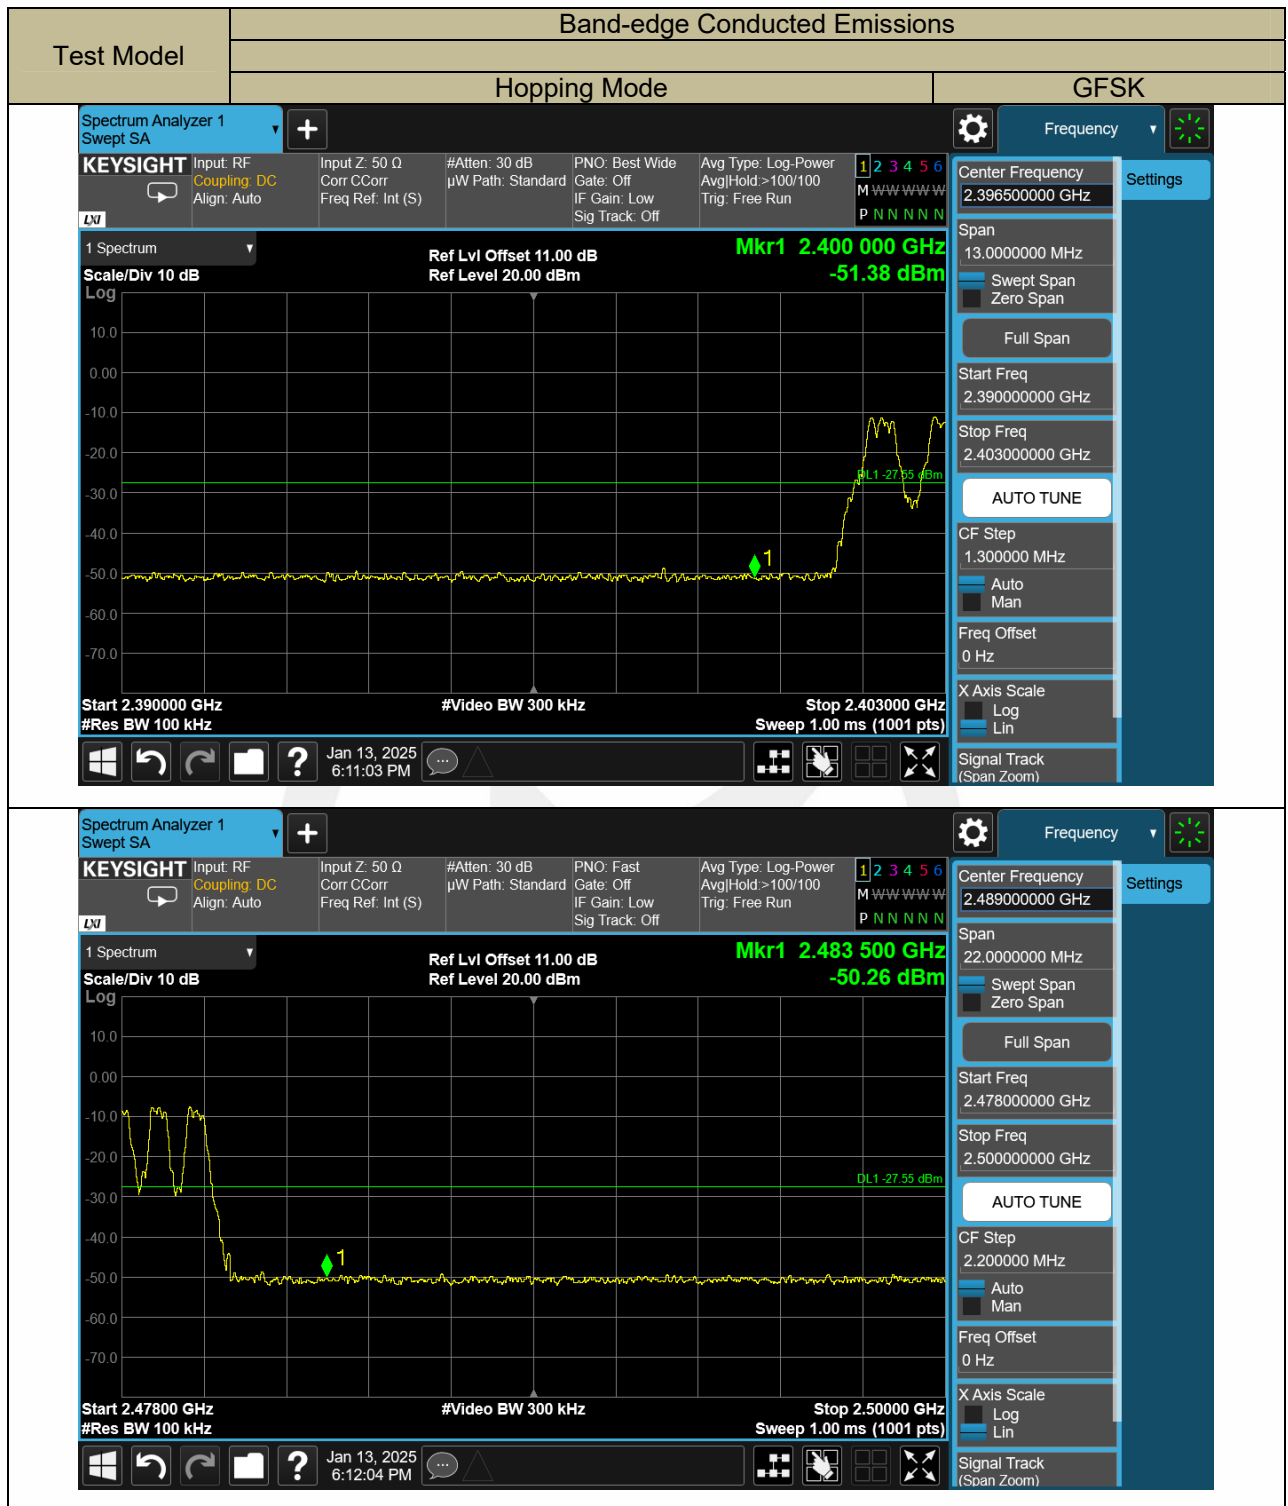 Test Model
Band-edge Conducted Emissions
Hopping Mode
GFSK
Spectrum Analyzer 1
Swept SA
Frequency
KEYSIGHT
LXI
Input: RF
Coupling: DC
Align: Auto
Input Z: 50 Ω
Corr CCorr
Freq Ref: Int (S)
#Atten: 30 dB
µW Path: Standard
PNO: Best Wide
Gate: Off
IF Gain: Low
Sig Track: Off
Avg Type: Log-Power
Avg|Hold:>100/100
Trig: Free Run
1 2 3 4 5 6
M W W W W W
P N N N N N
1 Spectrum
Scale/Div 10 dB
Log
Ref Lvl Offset 11.00 dB
Ref Level 20.00 dBm
Mkr1 2.400 000 GHz
-51.38 dBm
10.0
0.00
-10.0
-20.0
-30.0
-40.0
-50.0
-60.0
-70.0
DL1 -27.55 dBm
1
Start 2.390000 GHz
#Res BW 100 kHz
#Video BW 300 kHz
Stop 2.403000 GHz
Sweep 1.00 ms (1001 pts)
Jan 13, 2025
6:11:03 PM
Center Frequency
2.396500000 GHz
Settings
Span
13.0000000 MHz
Swept Span
Zero Span
Full Span
Start Freq
2.390000000 GHz
Stop Freq
2.403000000 GHz
AUTO TUNE
CF Step
1.300000 MHz
Auto
Man
Freq Offset
0 Hz
X Axis Scale
Log
Lin
Signal Track
(Span Zoom)
Spectrum Analyzer 1
Swept SA
Frequency
KEYSIGHT
LXI
Input: RF
Coupling: DC
Align: Auto
Input Z: 50 Ω
Corr CCorr
Freq Ref: Int (S)
#Atten: 30 dB
µW Path: Standard
PNO: Fast
Gate: Off
IF Gain: Low
Sig Track: Off
Avg Type: Log-Power
Avg|Hold:>100/100
Trig: Free Run
1 2 3 4 5 6
M W W W W W
P N N N N N
1 Spectrum
Scale/Div 10 dB
Log
Ref Lvl Offset 11.00 dB
Ref Level 20.00 dBm
Mkr1 2.483 500 GHz
-50.26 dBm
10.0
0.00
-10.0
-20.0
-30.0
-40.0
-50.0
-60.0
-70.0
DL1 -27.55 dBm
1
Start 2.47800 GHz
#Res BW 100 kHz
#Video BW 300 kHz
Stop 2.50000 GHz
Sweep 1.00 ms (1001 pts)
Jan 13, 2025
6:12:04 PM
Center Frequency
2.489000000 GHz
Settings
Span
22.0000000 MHz
Swept Span
Zero Span
Full Span
Start Freq
2.478000000 GHz
Stop Freq
2.500000000 GHz
AUTO TUNE
CF Step
2.200000 MHz
Auto
Man
Freq Offset
0 Hz
X Axis Scale
Log
Lin
Signal Track
(Span Zoom)